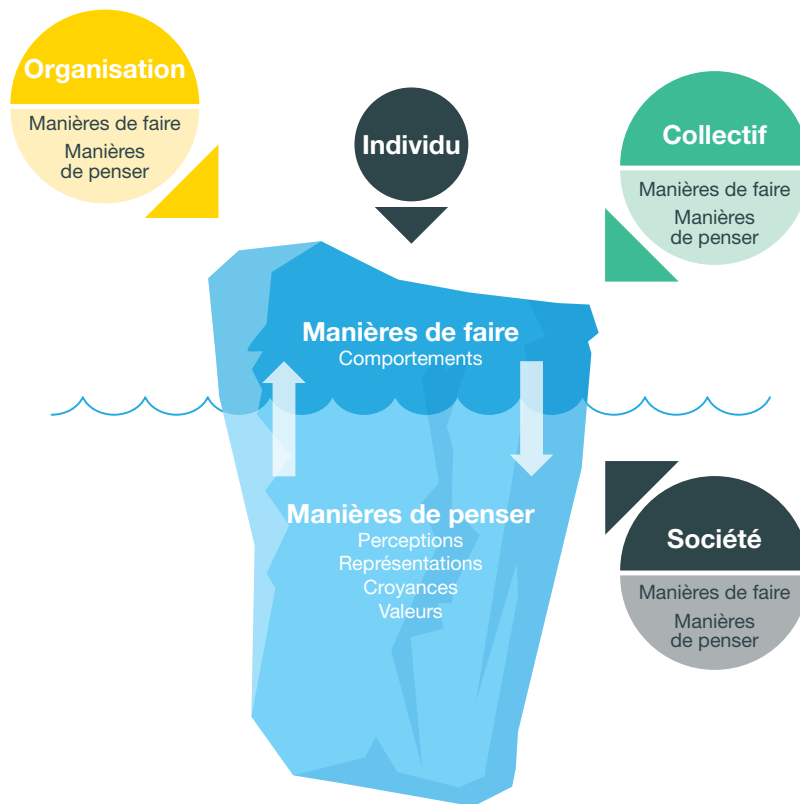 Organisation
Manières de faire
Manières
de penser
Individu
Collectif
Manières de faire
Manières
de penser
Manières de faire
Comportements
Manières de penser
Perceptions
Représentations
Croyances
Valeurs
Société
Manières de faire
Manières
de penser